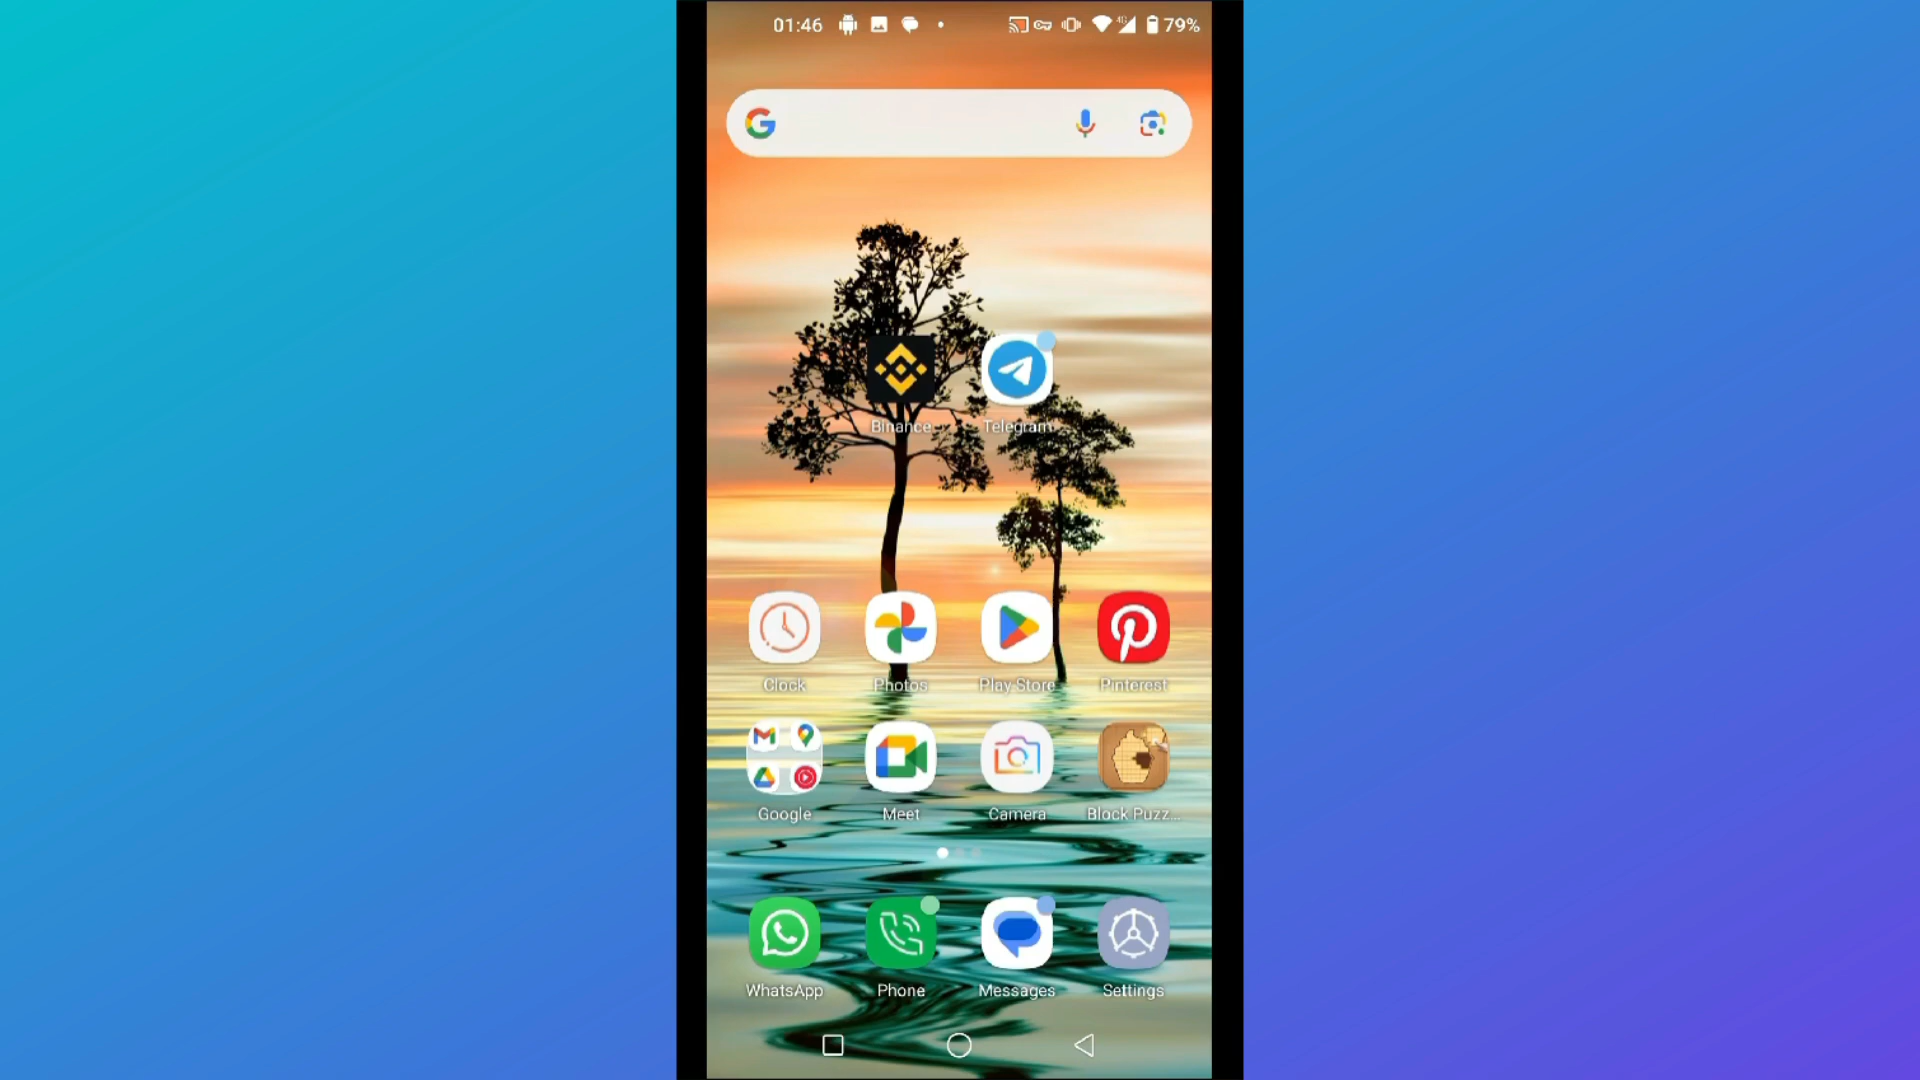 01:46 4G 79%
Binance Telegram
Clock Photos Play Store Pinterest
Google Meet Camera Block Puzz...
WhatsApp Phone Messages Settings